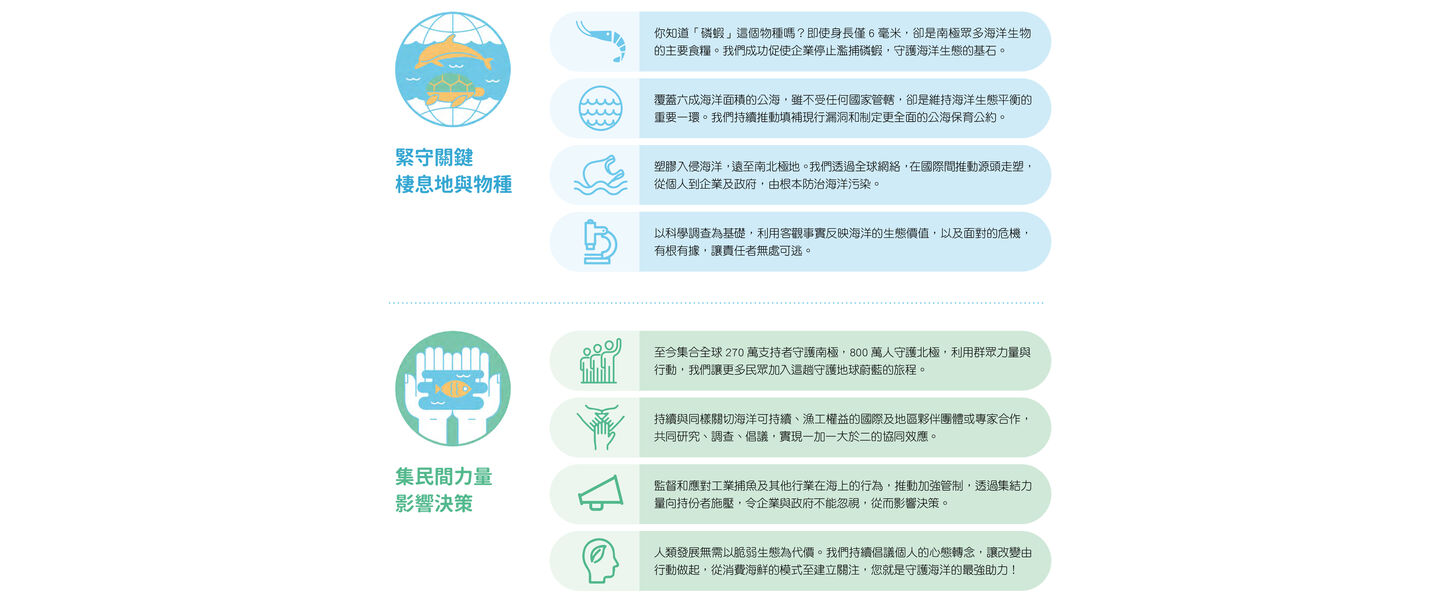 緊守關鍵
棲息地與物種
你知道「磷蝦」這個物種嗎？即使身長僅 6 毫米，卻是南極眾多海洋生物
的主要食糧。我們成功促使企業停止濫捕磷蝦，守護海洋生態的基石。
覆蓋六成海洋面積的公海，雖不受任何國家管轄，卻是維持海洋生態平衡的
重要一環。我們持續推動填補現行漏洞和制定更全面的公海保育公約。
塑膠入侵海洋，遠至南北極地。我們透過全球網絡，在國際間推動源頭走塑，
從個人到企業及政府，由根本防治海洋污染。
以科學調查為基礎，利用客觀事實反映海洋的生態價值，以及面對的危機，
有根有據，讓責任者無處可逃。
集民間力量
影響決策
至今集合全球 270 萬支持者守護南極，800 萬人守護北極，利用群眾力量與
行動，我們讓更多民眾加入這趟守護地球蔚藍的旅程。
持續與同樣關切海洋可持續、漁工權益的國際及地區夥伴團體或專家合作，
共同研究、調查、倡議，實現一加一大於二的協同效應。
監督和應對工業捕魚及其他行業在海上的行為，推動加強管制，透過集結力
量向持份者施壓，令企業與政府不能忽視，從而影響決策。
人類發展無需以脆弱生態為代價。我們持續倡議個人的心態轉念，讓改變由
行動做起，從消費海鮮的模式至建立關注，您就是守護海洋的最強助力！